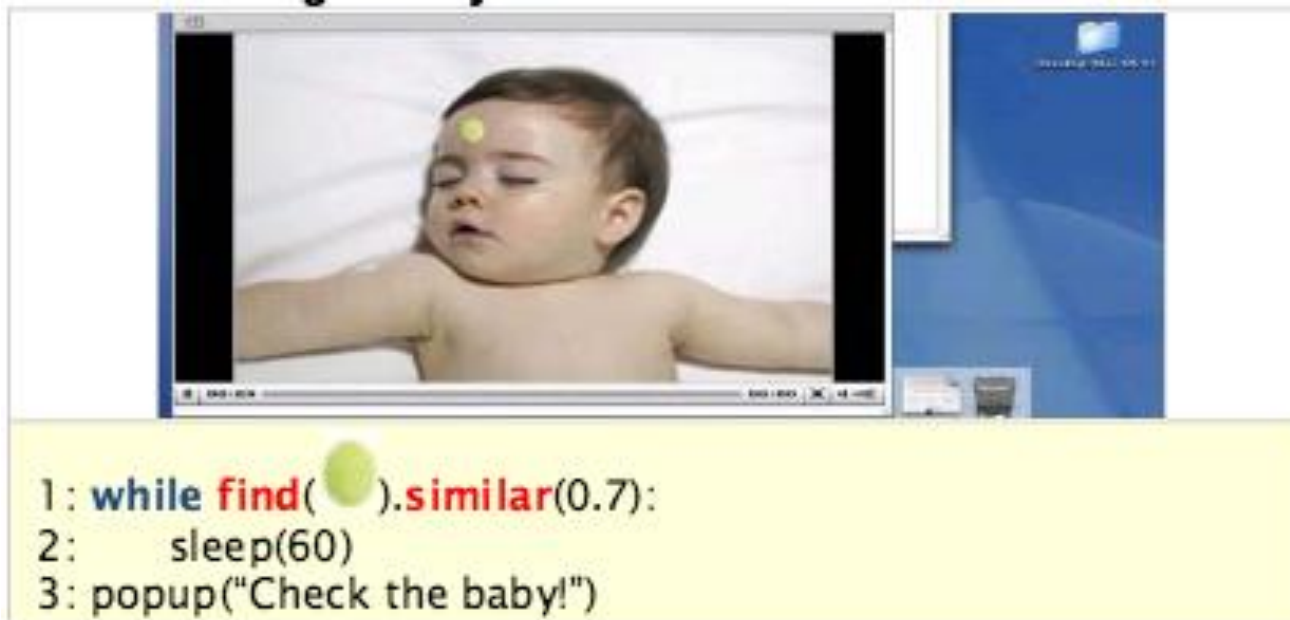 1: while find( ).similar(0.7):
2: sleep(60)
3: popup("Check the baby!")